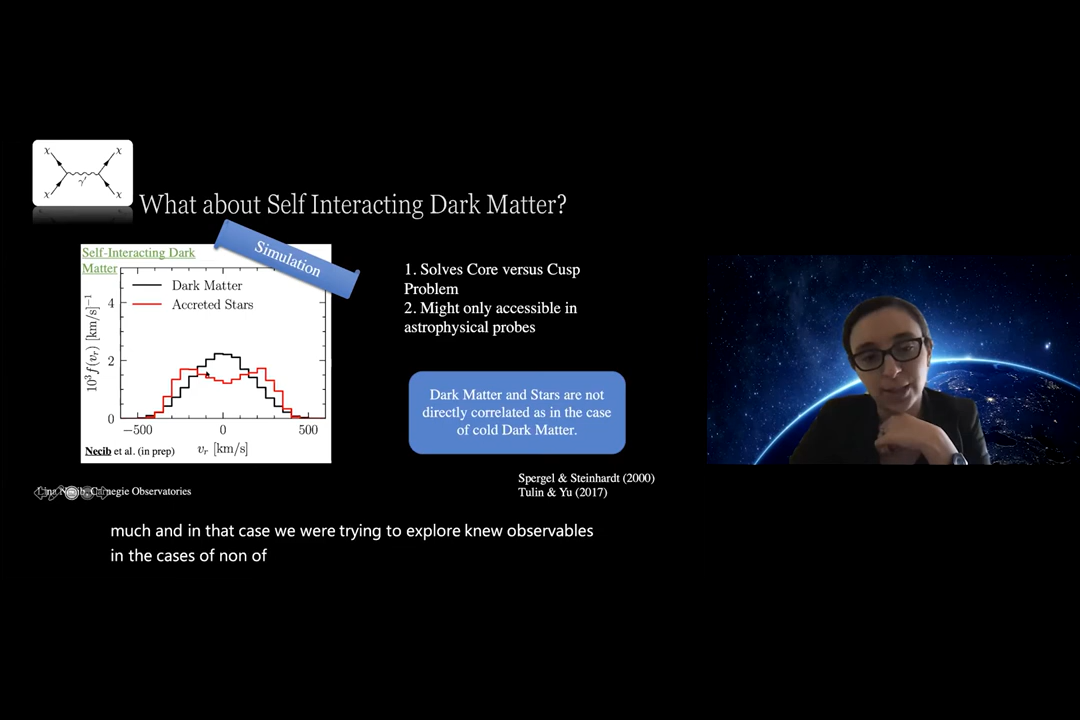 χ χ
γ′
χ χ
What about Self Interacting Dark Matter?
Self-Interacting Dark
Matter
Simulation
Dark Matter
Accreted Stars
10³ f(vᵣ) [km/s]⁻¹
4
2
0
−500 0 500
vᵣ [km/s]
Necib et al. (in prep)
1. Solves Core versus Cusp
Problem
2. Might only accessible in
astrophysical probes
Dark Matter and Stars are not
directly correlated as in the case
of cold Dark Matter.
Spergel & Steinhardt (2000)
Tulin & Yu (2017)
Lina Necib, Carnegie Observatories
much and in that case we were trying to explore knew observables
in the cases of non of